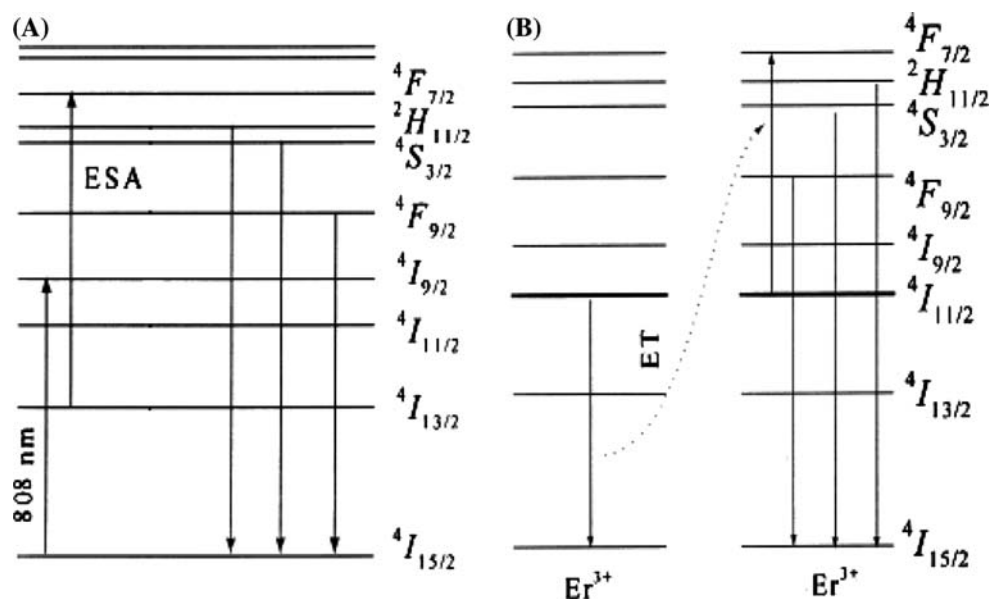 (A)
⁴F₇/₂
²H₁₁/₂
⁴S₃/₂
ESA
⁴F₉/₂
⁴I₉/₂
⁴I₁₁/₂
⁴I₁₃/₂
808 nm
⁴I₁₅/₂
(B)
⁴F₇/₂
²H₁₁/₂
⁴S₃/₂
⁴F₉/₂
⁴I₉/₂
⁴I₁₁/₂
ET
⁴I₁₃/₂
⁴I₁₅/₂
Er³⁺
Er³⁺